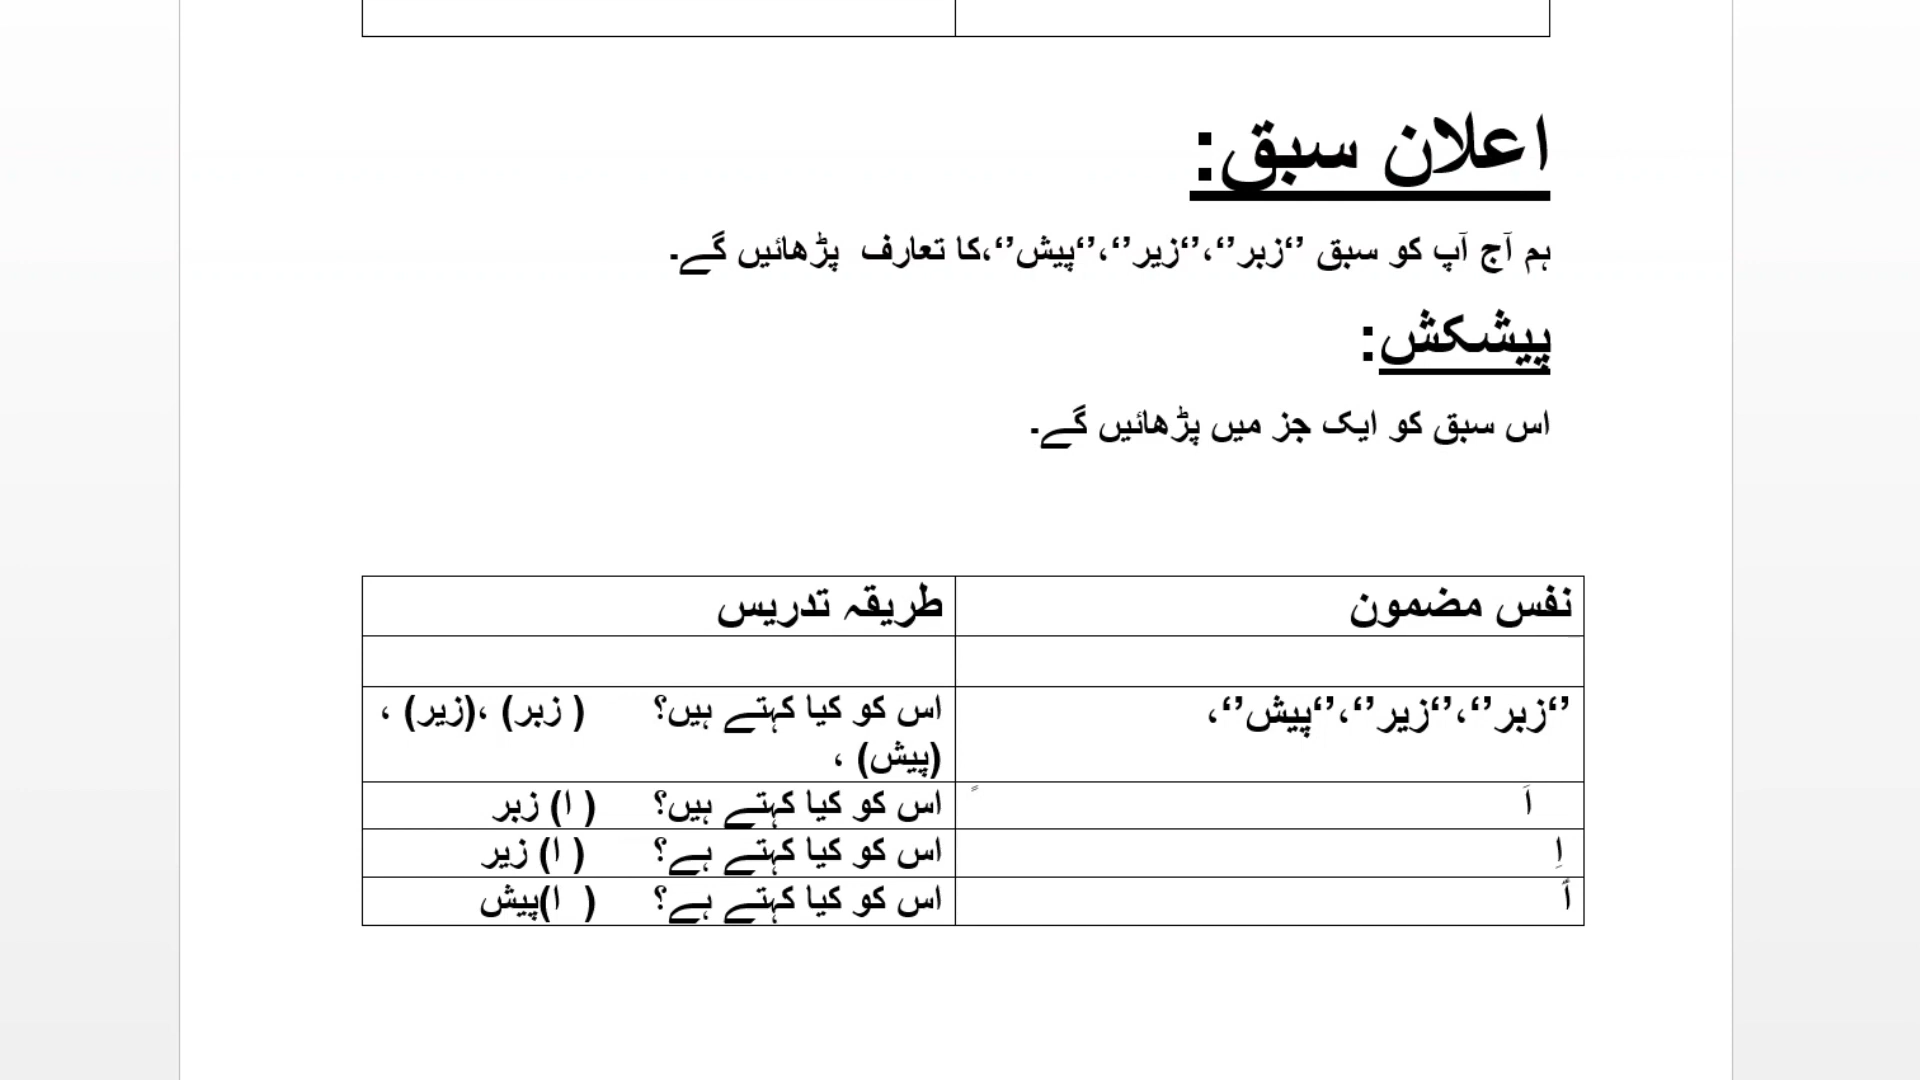 اعلان سبق:
ہم آج آپ کو سبق ’‘زبر’‘،’‘زیر’‘،’‘پیش’‘،کا تعارف پڑھائیں گے۔
پیشکش:
اس سبق کو ایک جز میں پڑھائیں گے۔
نفس مضمون	طریقہ تدریس
’‘زبر’‘،’‘زیر’‘،’‘پیش’‘،	اس کو کیا کہتے ہیں؟ ( زبر) ،(زیر) ،
(پیش) ،
اَ ً	اس کو کیا کہتے ہیں؟ ( ا) زبر
اِ	اس کو کیا کہتے ہے؟ ( ا) زیر
اُ	اس کو کیا کہتے ہے؟ ( ا)پیش